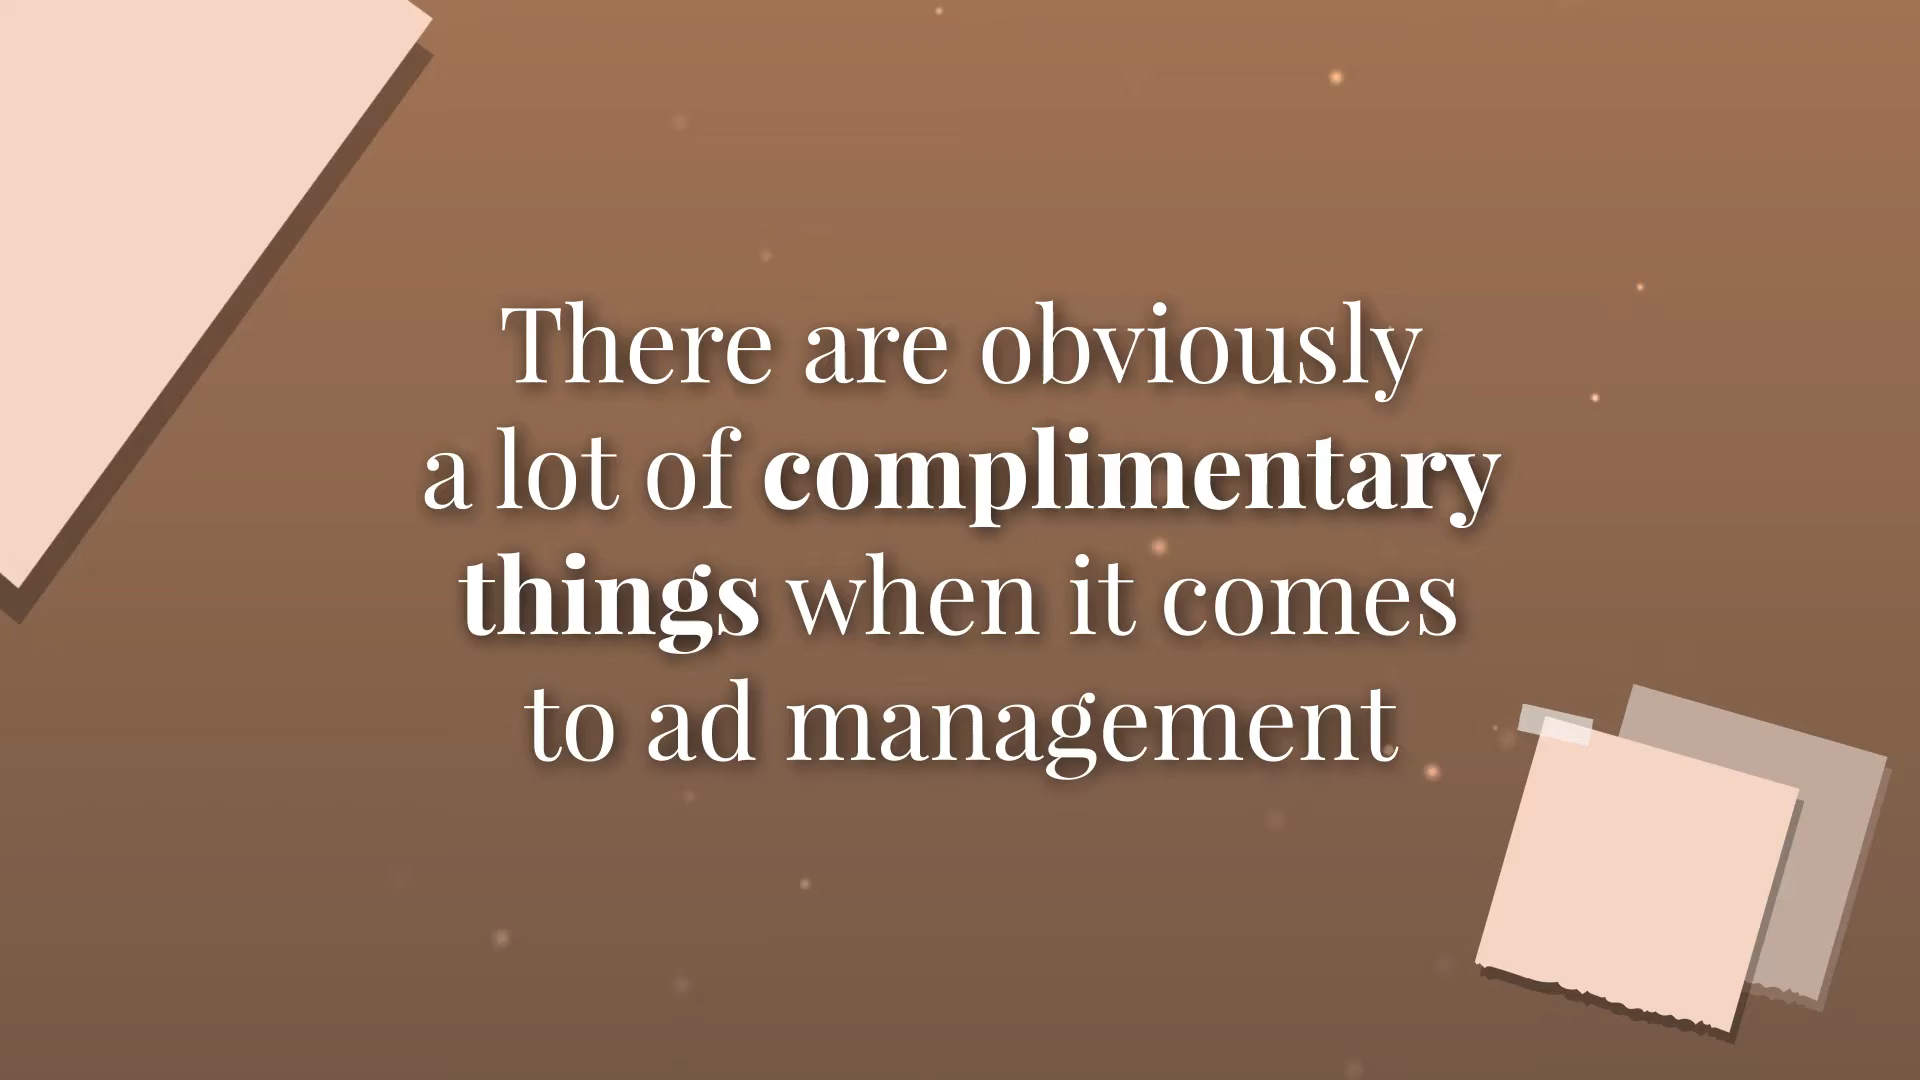 There are obviously
a lot of complimentary
things when it comes
to ad management